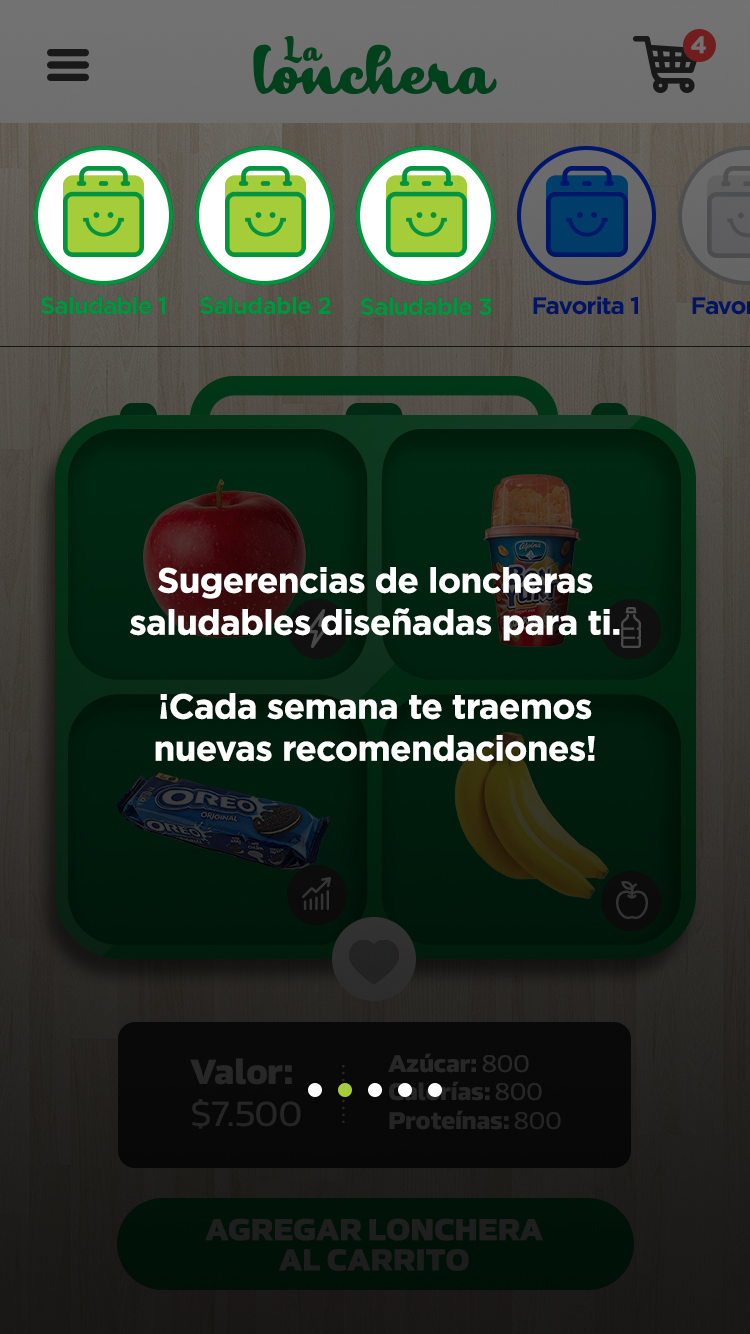 La
lonchera
4
Saludable 1
Saludable 2
Saludable 3
Favorita 1
Favor
Alpina
Sugerencias de loncheras
saludables diseñadas para ti.
¡Cada semana te traemos
nuevas recomendaciones!
OREO
ORIGINAL
OREO
Valor:
$7.500
Azúcar: 800
Calorías: 800
Proteínas: 800
AGREGAR LONCHERA
AL CARRITO